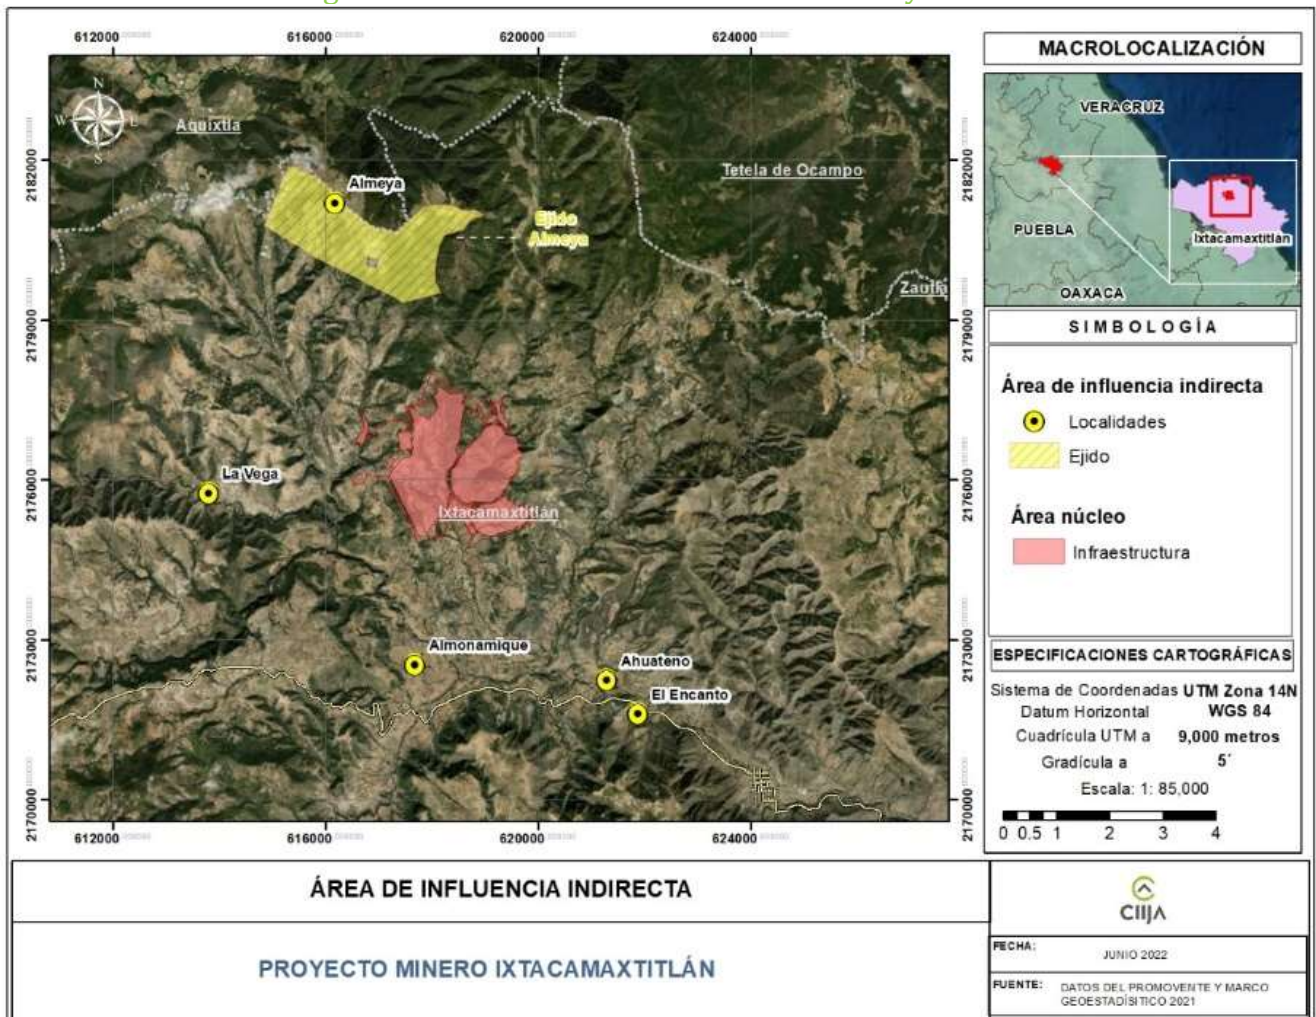 612000 616000 620000 624000
N
W E
S
Aquixtla
Tetela de Ocampo
Almeya
Ejido
Almeya
La Vega
Ixtacamaxtitlán
Almonamique
Ahuateno
El Encanto
2182000
2179000
2176000
2173000
2170000
2182000
2179000
2176000
2173000
2170000
612000 616000 620000 624000
MACROLOCALIZACIÓN
VERACRUZ
PUEBLA
Ixtacamaxtitlán
OAXACA
SIMBOLOGÍA
Área de influencia indirecta
Localidades
Ejido
Área núcleo
Infraestructura
ESPECIFICACIONES CARTOGRÁFICAS
Sistema de Coordenadas UTM Zona 14N
Datum Horizontal WGS 84
Cuadrícula UTM a 9,000 metros
Gradícula a 5´
Escala: 1: 85,000
0 0.5 1 2 3 4
ÁREA DE INFLUENCIA INDIRECTA
PROYECTO MINERO IXTACAMAXTITLÁN
CIIJA
FECHA: JUNIO 2022
FUENTE: DATOS DEL PROMOVENTE Y MARCO
GEOESTADÍSITICO 2021